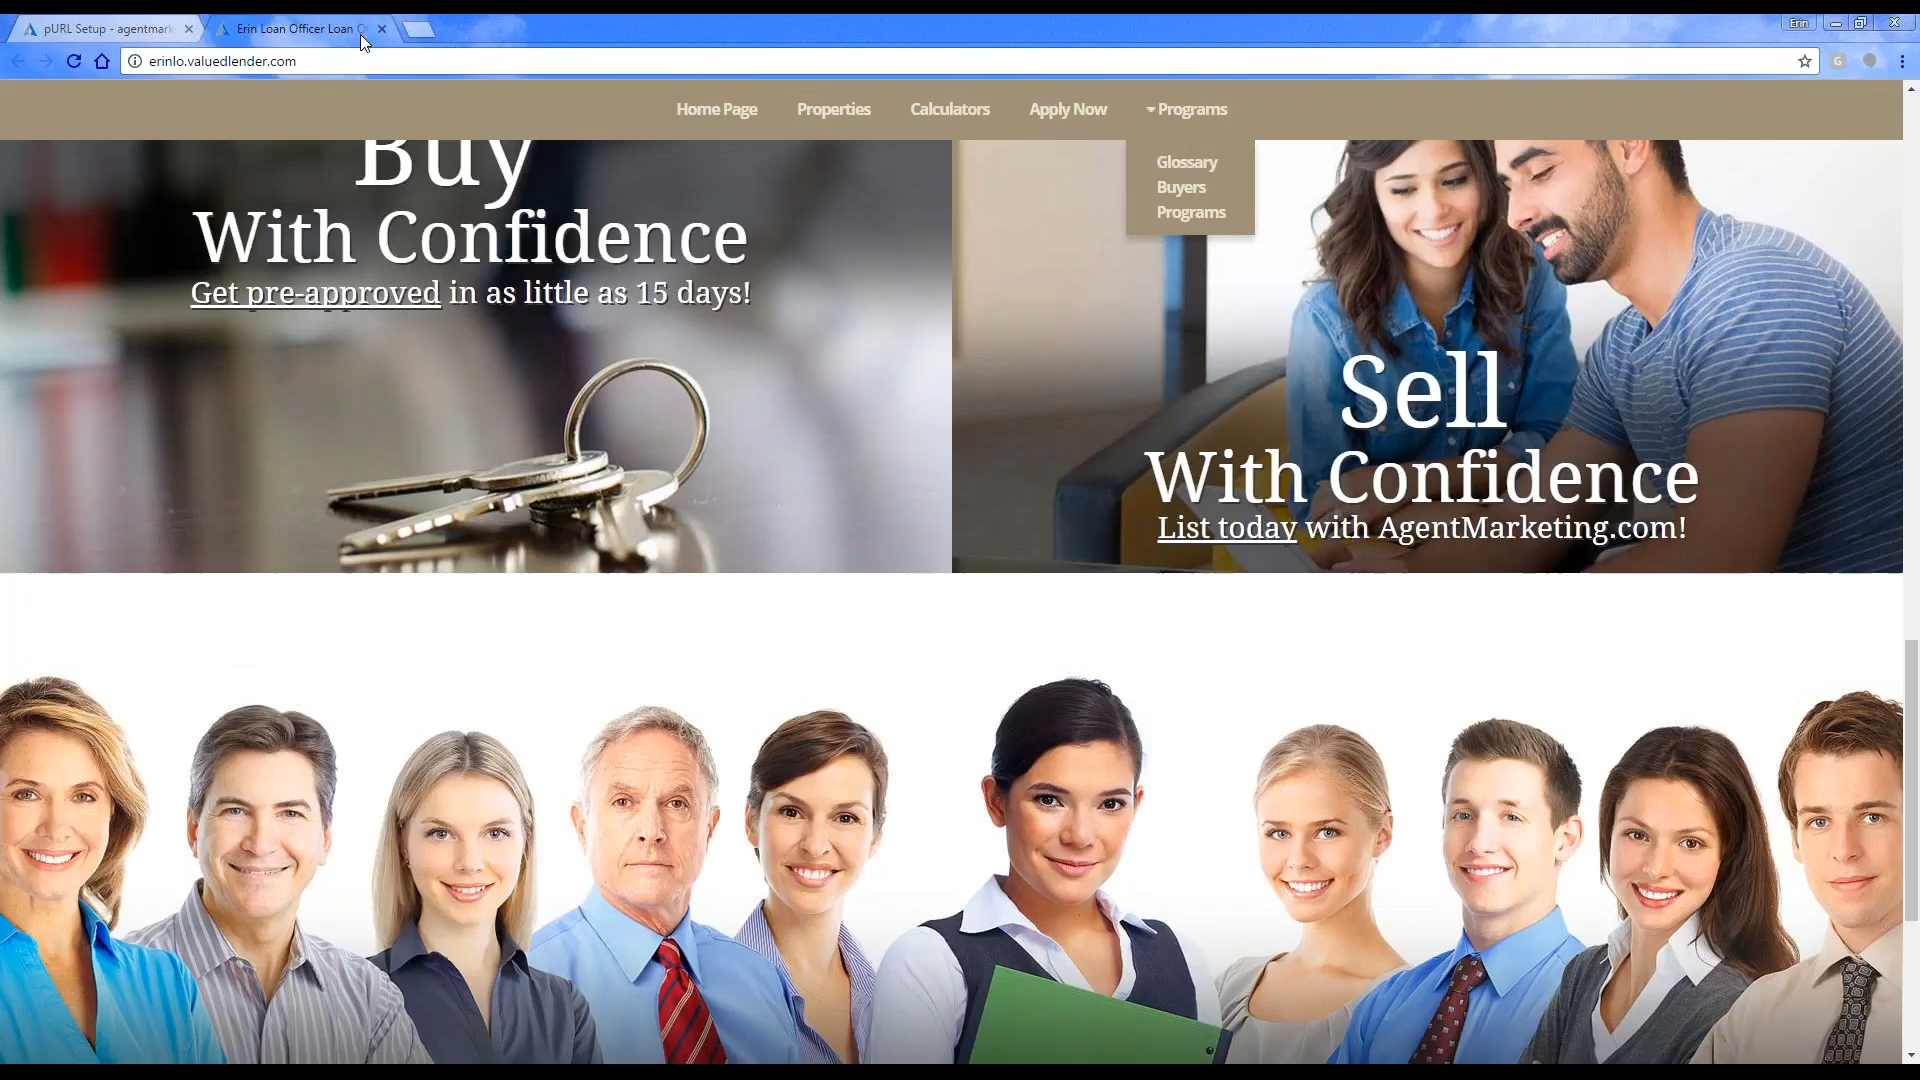 pURL Setup - agentmark
Erin Loan Officer Loan O
Erin
erinlo.valuedlender.com
G
Home Page
Properties
Calculators
Apply Now
Programs
Glossary
Buyers
Programs
Buy
With Confidence
Get pre-approved in as little as 15 days!
Sell
With Confidence
List today with AgentMarketing.com!